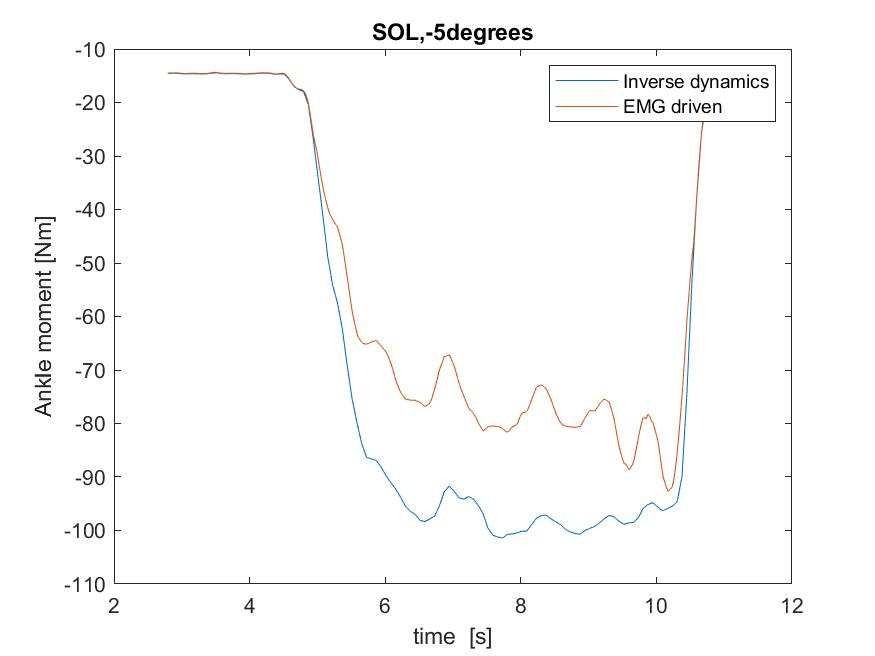 SOL,-5degrees
-10
-20
-30
-40
-50
-60
-70
-80
-90
-100
-110
Ankle moment [Nm]
Inverse dynamics
EMG driven
2 4 6 8 10 12
time [s]